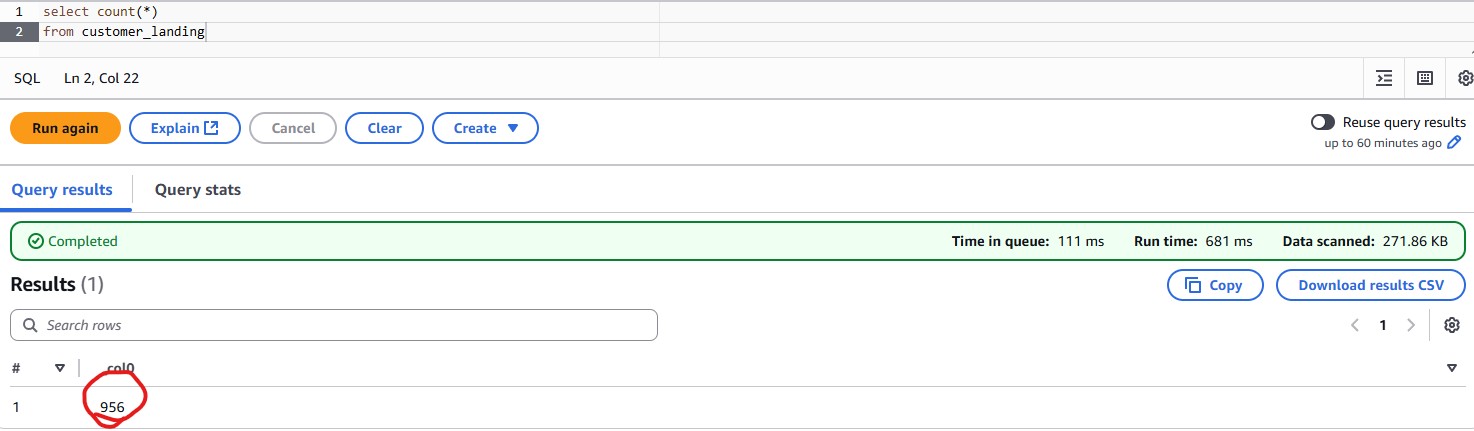 1 select count(*)
2 from customer_landing
SQL Ln 2, Col 22
Run again Explain Cancel Clear Create Reuse query results
up to 60 minutes ago
Query results Query stats
Completed Time in queue: 111 ms Run time: 681 ms Data scanned: 271.86 KB
Results (1) Copy Download results CSV
Search rows 1
# col0
1 956